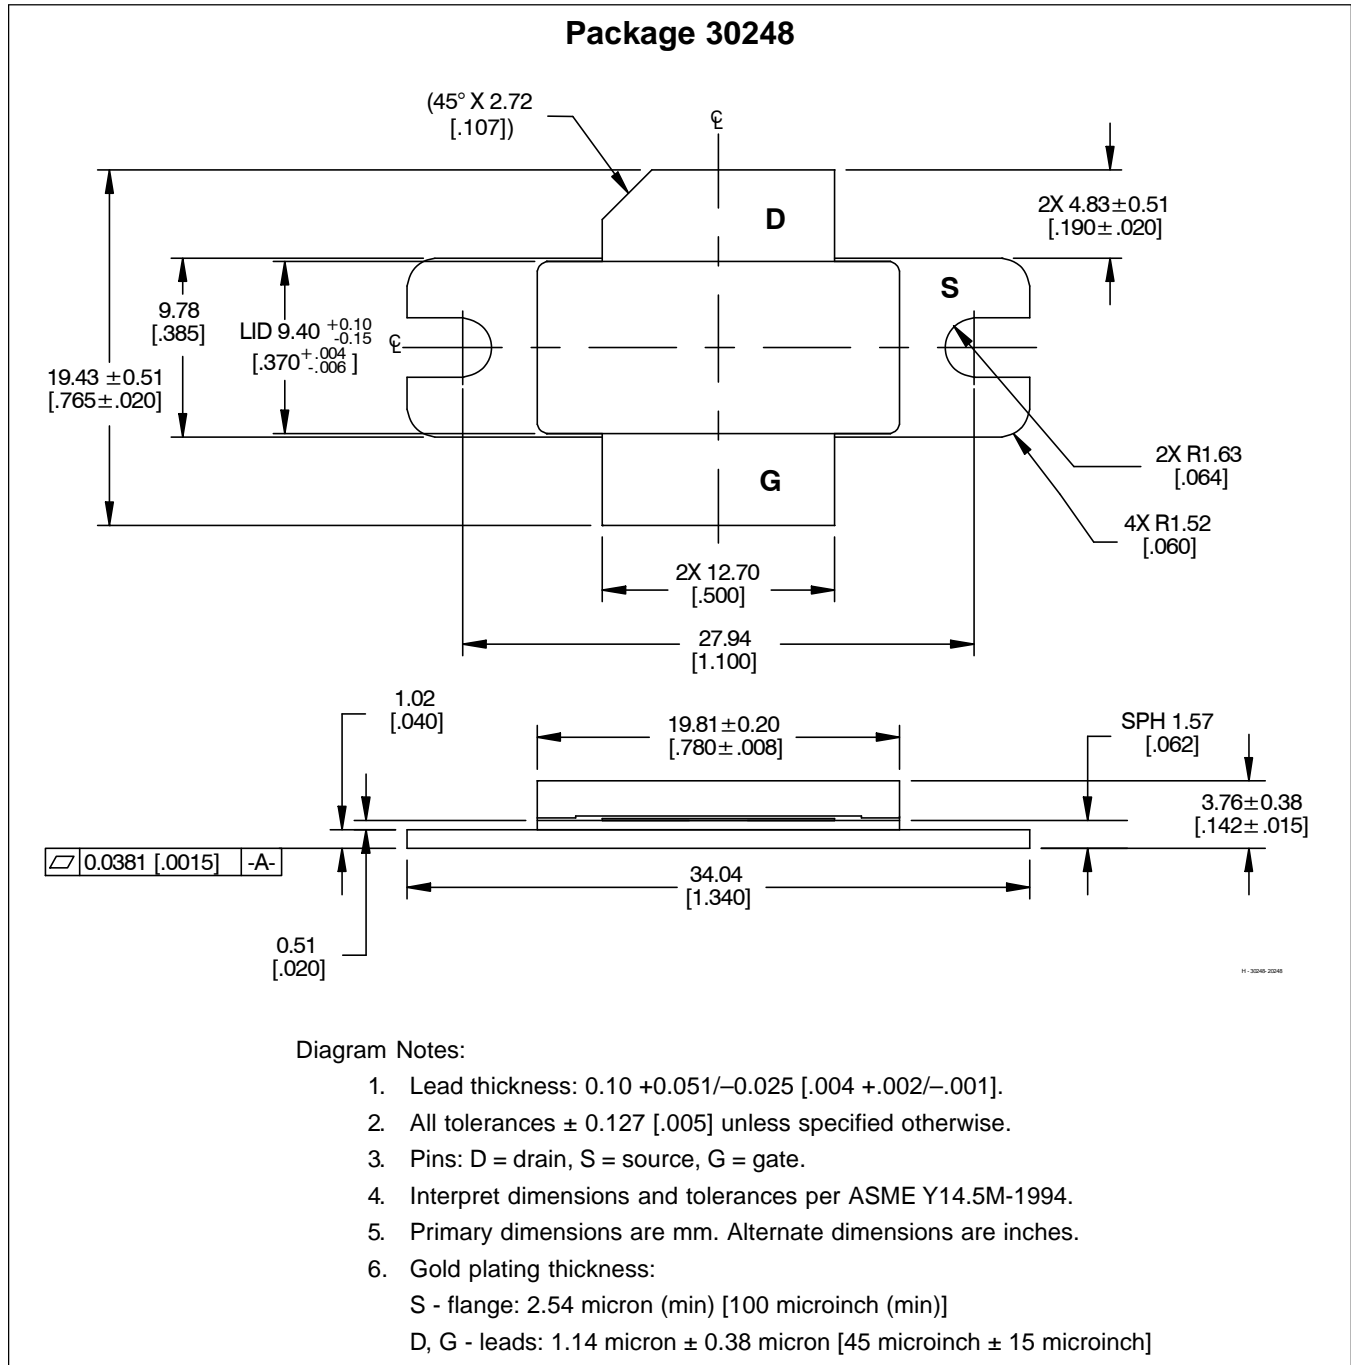 Package 30248
(45° X 2.72
[.107])
℄
D
2X 4.83±0.51
[.190±.020]
S
9.78
[.385]
LID 9.40 +0.10 -0.15
[.370 +.004 -.006 ]
℄
19.43 ±0.51
[.765±.020]
G
2X R1.63
[.064]
4X R1.52
[.060]
2X 12.70
[.500]
27.94
[1.100]
1.02
[.040]
19.81±0.20
[.780±.008]
SPH 1.57
[.062]
3.76±0.38
[.142±.015]
⏥ 0.0381 [.0015] -A-
34.04
[1.340]
0.51
[.020]
H - 30248- 20248
Diagram Notes:
1. Lead thickness: 0.10 +0.051/–0.025 [.004 +.002/–.001].
2. All tolerances ± 0.127 [.005] unless specified otherwise.
3. Pins: D = drain, S = source, G = gate.
4. Interpret dimensions and tolerances per ASME Y14.5M-1994.
5. Primary dimensions are mm. Alternate dimensions are inches.
6. Gold plating thickness:
S - flange: 2.54 micron (min) [100 microinch (min)]
D, G - leads: 1.14 micron ± 0.38 micron [45 microinch ± 15 microinch]